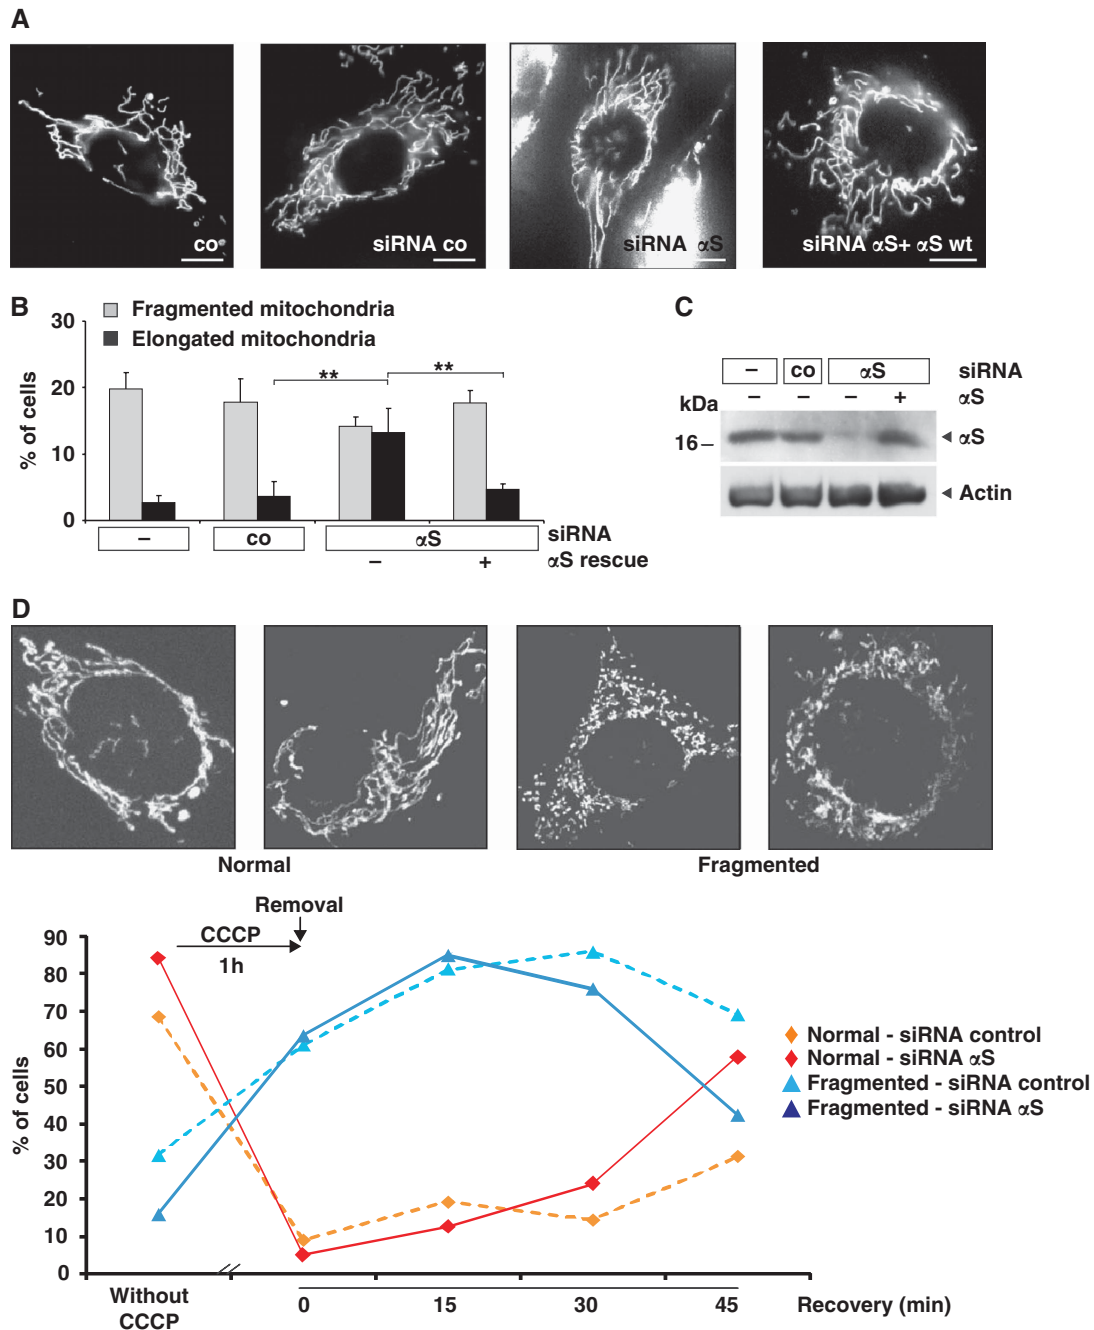 A
co
siRNA co
siRNA αS
siRNA αS+ αS wt
B
Fragmented mitochondria
Elongated mitochondria
30
20
10
0
% of cells
**
**
– co αS siRNA
– + αS rescue
C
– co αS siRNA
– – – + αS
kDa
16
αS
Actin
D
Normal
Fragmented
Removal
CCCP
1h
90
80
70
60
50
40
30
20
10
0
% of cells
Normal - siRNA control
Normal - siRNA αS
Fragmented - siRNA control
Fragmented - siRNA αS
Without
CCCP
0 15 30 45 Recovery (min)